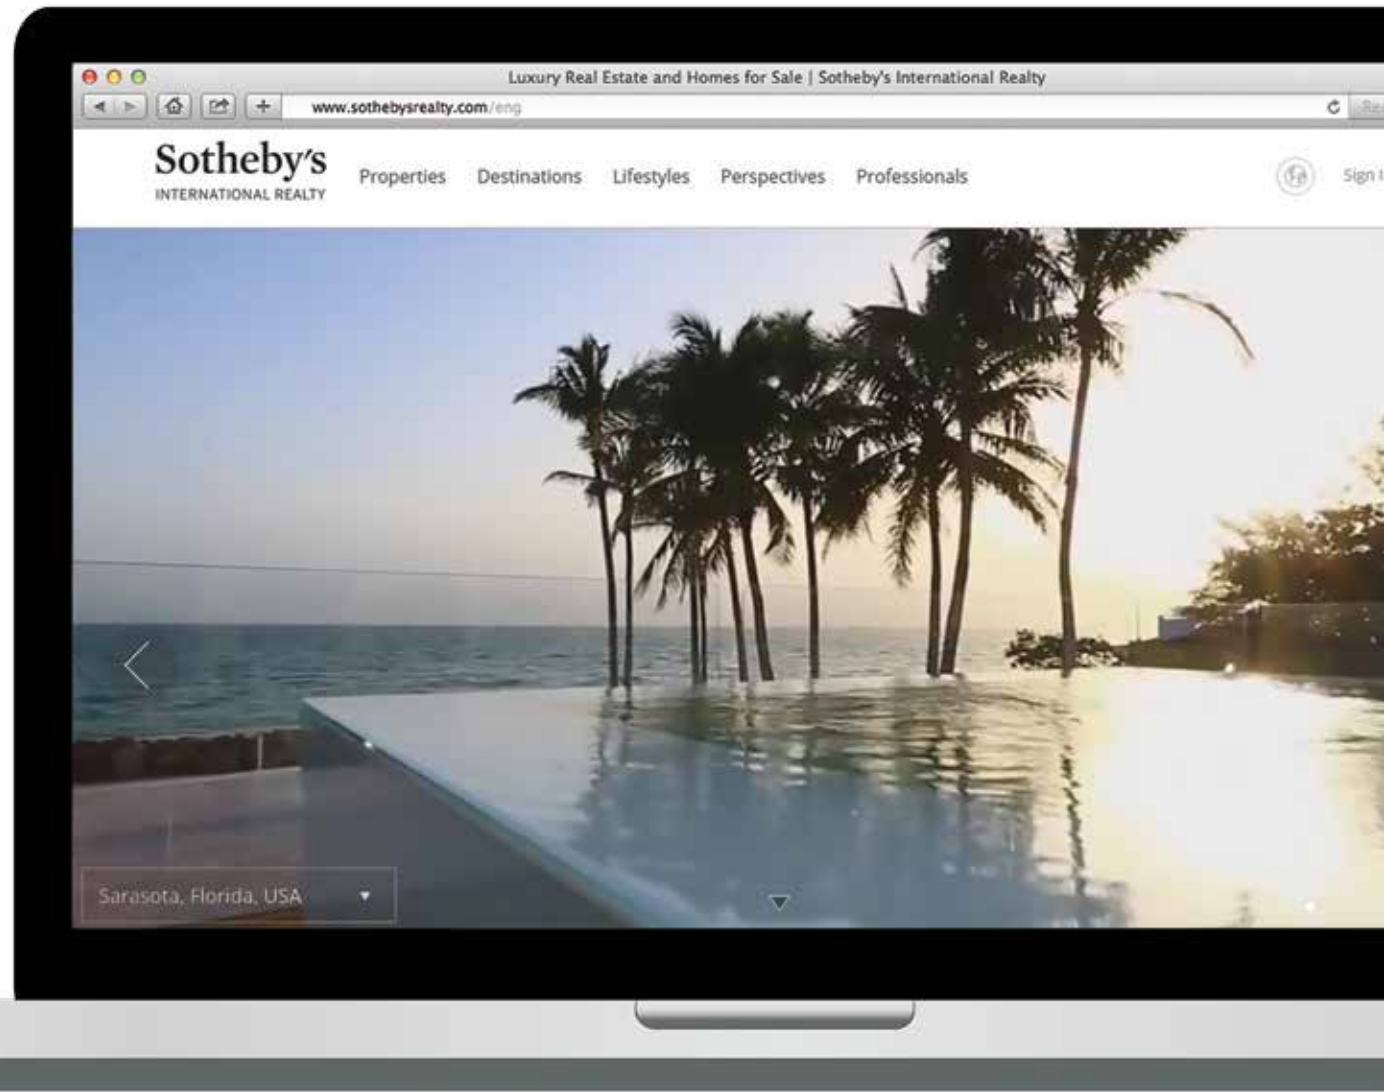 Luxury Real Estate and Homes for Sale | Sotheby's International Realty
www.sothebysrealty.com/eng
Sotheby's
INTERNATIONAL REALTY
Properties Destinations Lifestyles Perspectives Professionals
Sign
Sarasota, Florida, USA